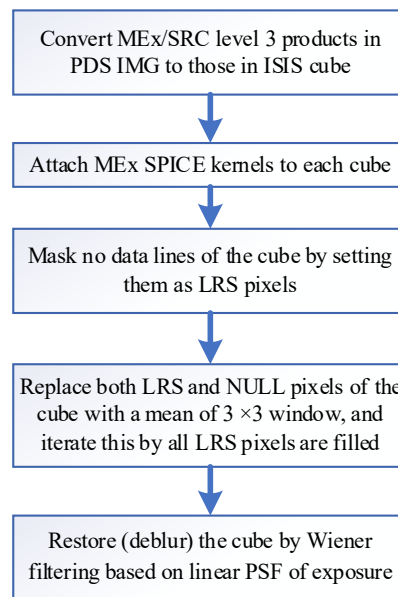 Convert MEx/SRC level 3 products in
PDS IMG to those in ISIS cube
Attach MEx SPICE kernels to each cube
Mask no data lines of the cube by setting
them as LRS pixels
Replace both LRS and NULL pixels of the
cube with a mean of 3 ×3 window, and
iterate this by all LRS pixels are filled
Restore (deblur) the cube by Wiener
filtering based on linear PSF of exposure